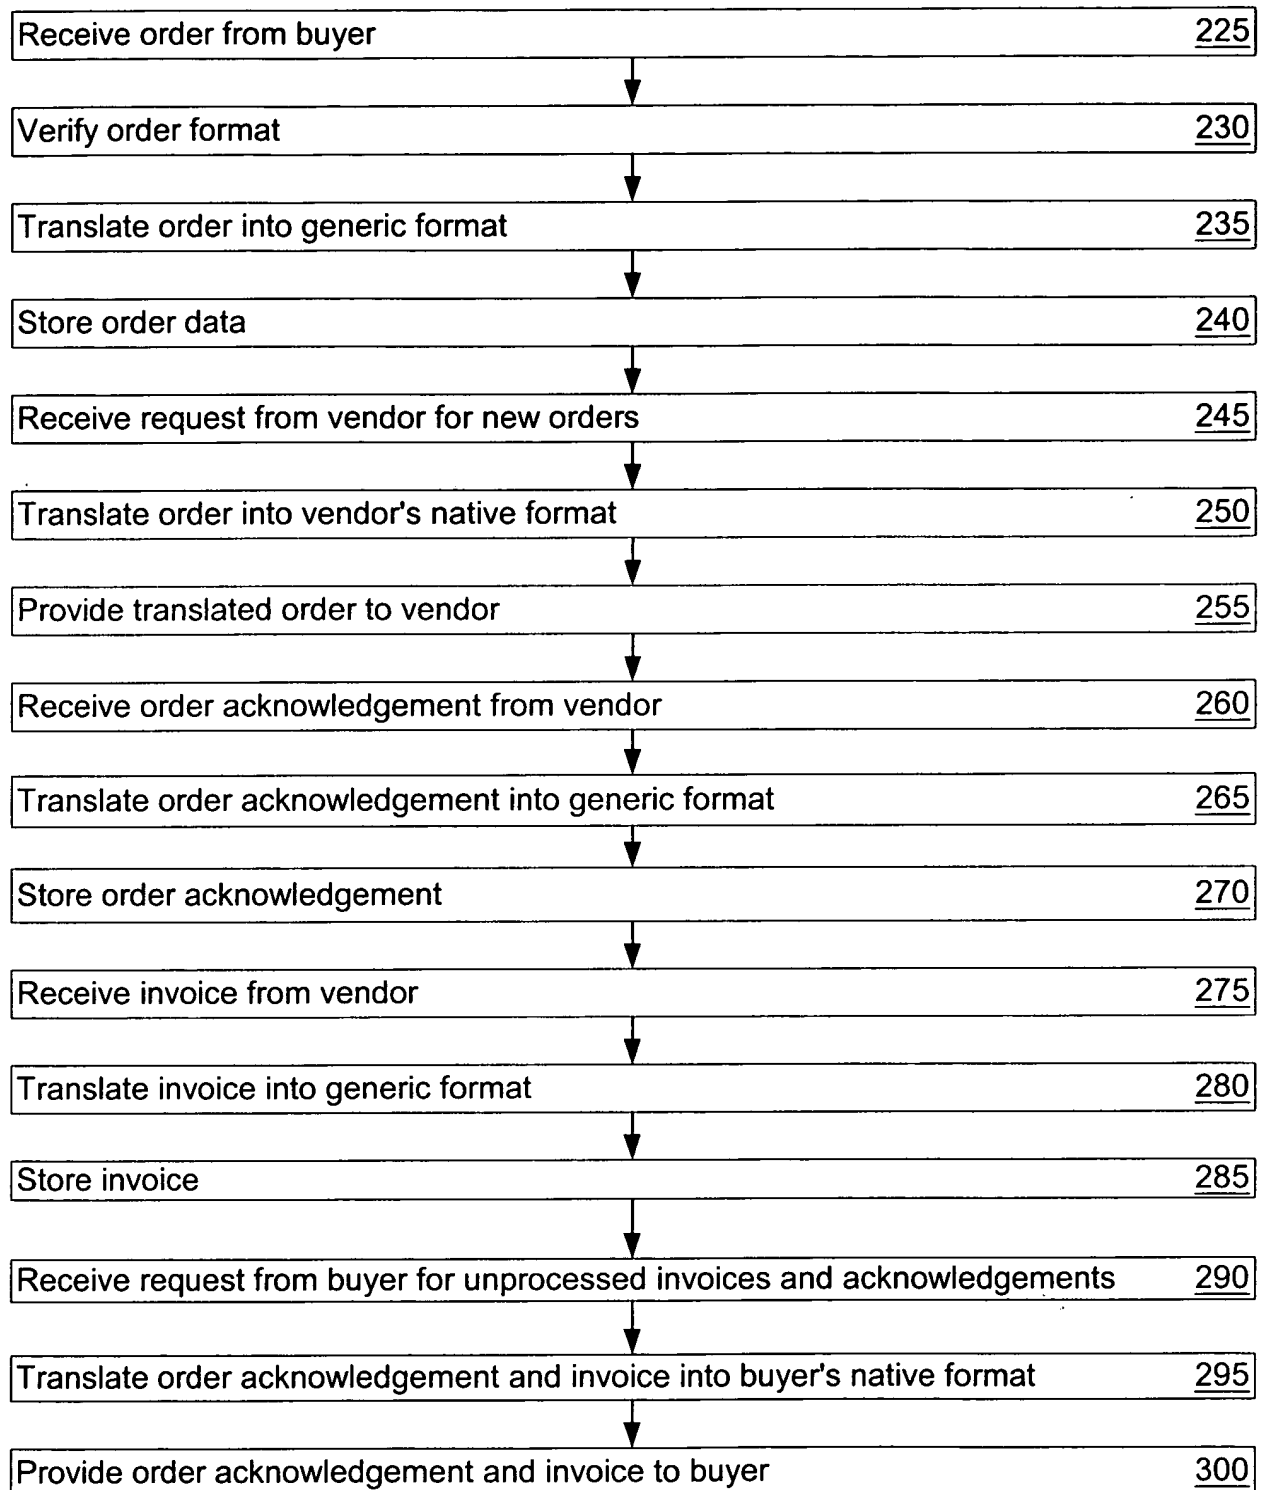 Receive order from buyer 225
Verify order format 230
Translate order into generic format 235
Store order data 240
Receive request from vendor for new orders 245
Translate order into vendor's native format 250
Provide translated order to vendor 255
Receive order acknowledgement from vendor 260
Translate order acknowledgement into generic format 265
Store order acknowledgement 270
Receive invoice from vendor 275
Translate invoice into generic format 280
Store invoice 285
Receive request from buyer for unprocessed invoices and acknowledgements 290
Translate order acknowledgement and invoice into buyer's native format 295
Provide order acknowledgement and invoice to buyer 300